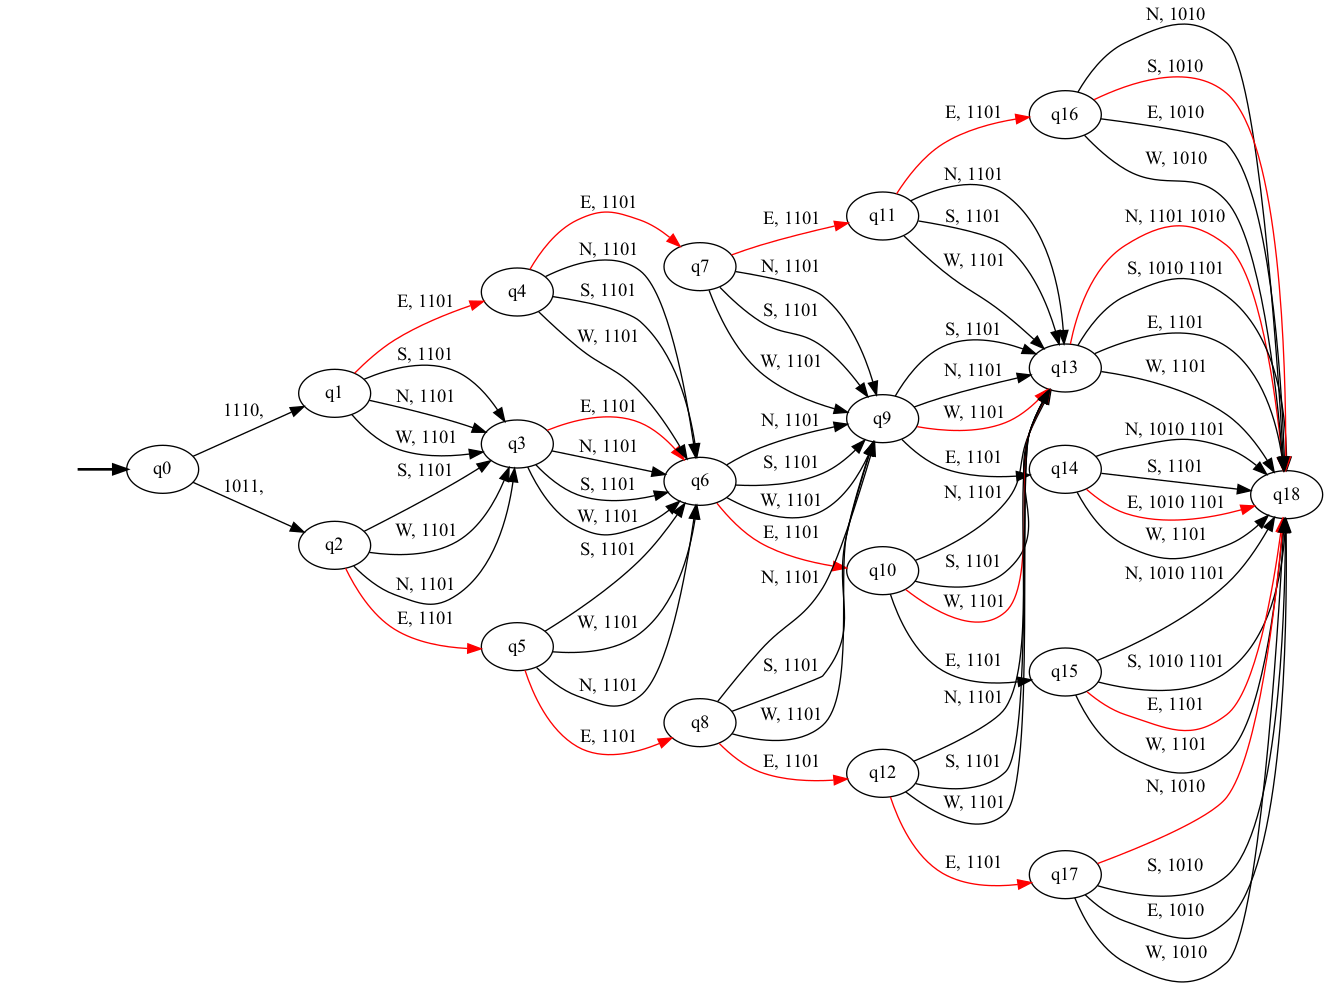 q0
1110,
1011,
q1
q2
E, 1101
S, 1101
N, 1101
W, 1101
S, 1101
W, 1101
N, 1101
E, 1101
q4
q3
q5
E, 1101
N, 1101
S, 1101
W, 1101
E, 1101
N, 1101
S, 1101
W, 1101
S, 1101
W, 1101
N, 1101
E, 1101
q7
q6
q8
E, 1101
N, 1101
S, 1101
W, 1101
N, 1101
S, 1101
W, 1101
E, 1101
N, 1101
S, 1101
W, 1101
E, 1101
q11
q9
q10
q12
E, 1101
N, 1101
S, 1101
W, 1101
S, 1101
N, 1101
W, 1101
E, 1101
N, 1101
S, 1101
W, 1101
E, 1101
N, 1101
S, 1101
W, 1101
E, 1101
q16
q13
q14
q15
q17
N, 1010
S, 1010
E, 1010
W, 1010
N, 1101 1010
S, 1010 1101
E, 1101
W, 1101
N, 1010 1101
S, 1101
E, 1010 1101
W, 1101
N, 1010 1101
S, 1010 1101
E, 1101
W, 1101
N, 1010
S, 1010
E, 1010
W, 1010
q18